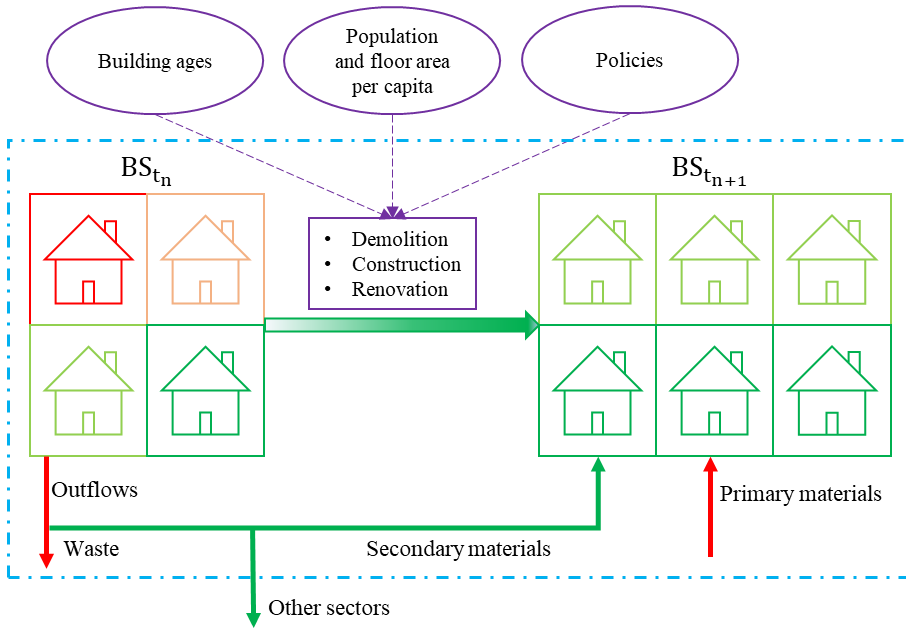 Building ages
Population
and floor area
per capita
Policies
BS_{t_n}
BS_{t_{n+1}}
• Demolition
• Construction
• Renovation
Outflows
Primary materials
Waste
Secondary materials
Other sectors